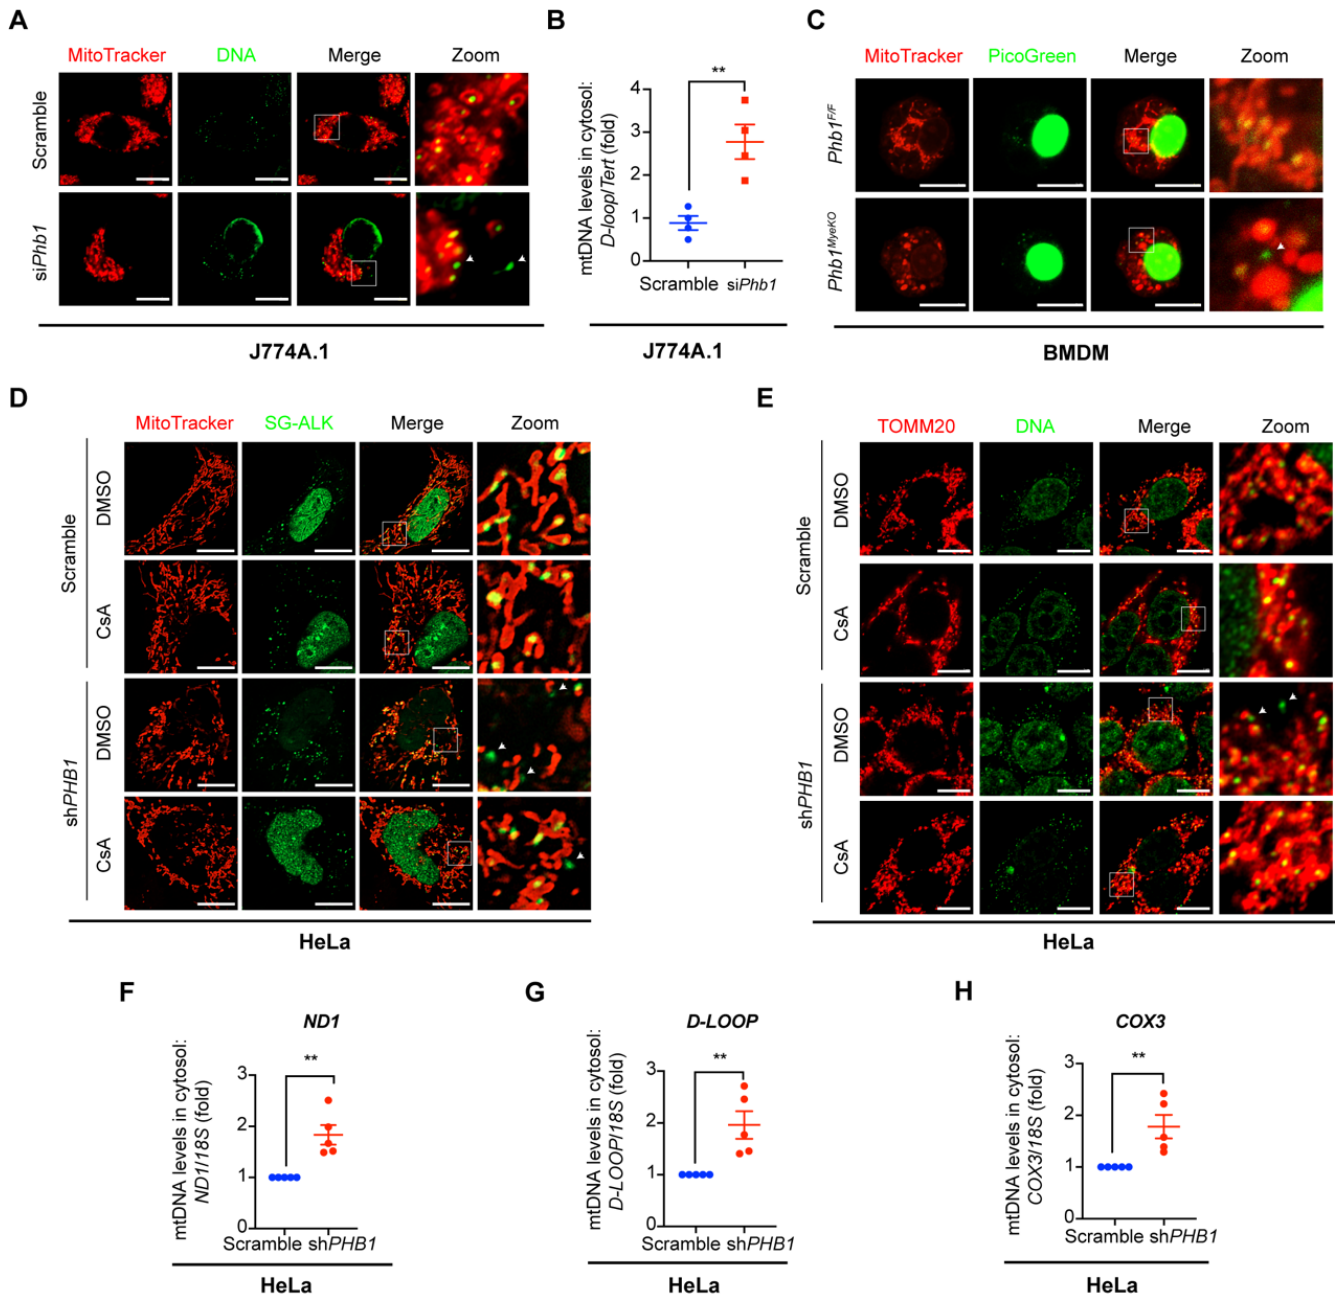 A
MitoTracker DNA Merge Zoom
Scramble
siPhb1
J774A.1
B
mtDNA levels in cytosol:
D-loop/Tert (fold)
**
4
3
2
1
0
Scramble siPhb1
J774A.1
C
MitoTracker PicoGreen Merge Zoom
Phb1F/F
Phb1MyeKO
BMDM
D
MitoTracker SG-ALK Merge Zoom
Scramble
DMSO
CsA
shPHB1
DMSO
CsA
HeLa
E
TOMM20 DNA Merge Zoom
Scramble
DMSO
CsA
shPHB1
DMSO
CsA
HeLa
F
ND1
mtDNA levels in cytosol:
ND1/18S (fold)
**
3
2
1
0
Scramble shPHB1
HeLa
G
D-LOOP
mtDNA levels in cytosol:
D-LOOP/18S (fold)
**
3
2
1
0
Scramble shPHB1
HeLa
H
COX3
mtDNA levels in cytosol:
COX3/18S (fold)
**
3
2
1
0
Scramble shPHB1
HeLa